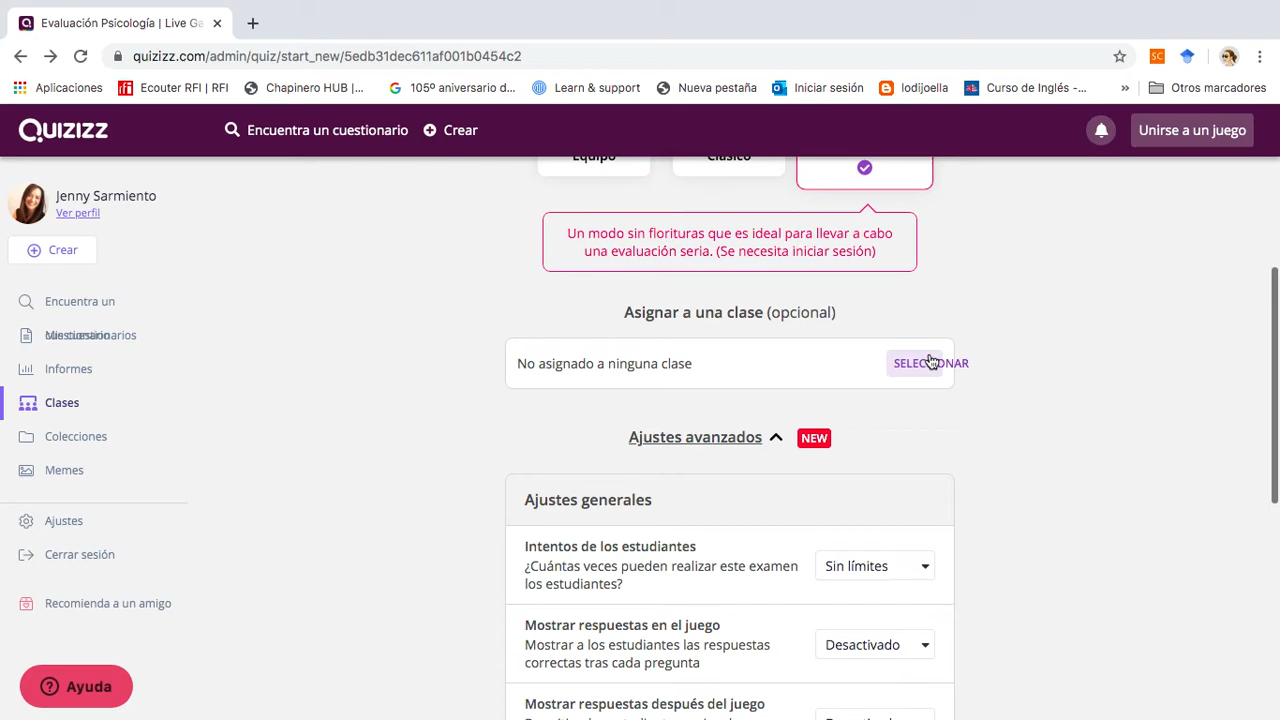 Evaluación Psicología | Live Ga
quizizz.com/admin/quiz/start_new/5edb31dec611af001b0454c2
SC
Aplicaciones
Ecouter RFI | RFI
Chapinero HUB |...
105º aniversario d...
Learn & support
Nueva pestaña
Iniciar sesión
lodijoella
Curso de Inglés -...
»
Otros marcadores
QUIZIZZ
Encuentra un cuestionario
Crear
Unirse a un juego
Equipo
Clásico
Jenny Sarmiento
Ver perfil
Crear
Encuentra un
cuestionario
Mis cuestionarios
Informes
Clases
Colecciones
Memes
Ajustes
Cerrar sesión
Recomienda a un amigo
Ayuda
Un modo sin florituras que es ideal para llevar a cabo
una evaluación seria. (Se necesita iniciar sesión)
Asignar a una clase (opcional)
No asignado a ninguna clase
SELECCIONAR
Ajustes avanzados
NEW
Ajustes generales
Intentos de los estudiantes
¿Cuántas veces pueden realizar este examen
los estudiantes?
Sin límites
Mostrar respuestas en el juego
Mostrar a los estudiantes las respuestas
correctas tras cada pregunta
Desactivado
Mostrar respuestas después del juego